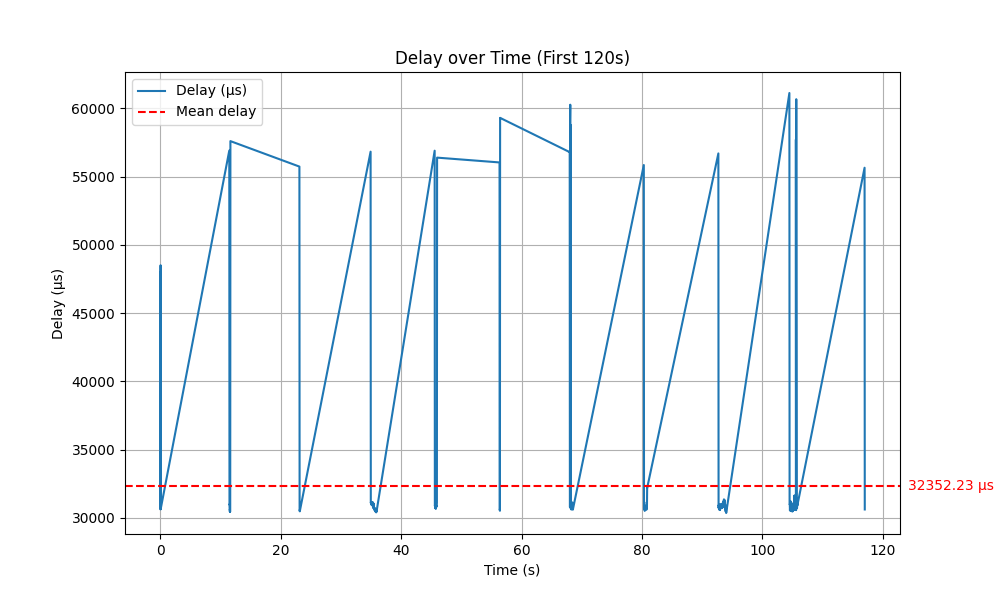 Delay over Time (First 120s)
Delay (µs)
Mean delay
60000
55000
50000
45000
40000
35000
30000
Delay (µs)
32352.23 µs
0 20 40 60 80 100 120
Time (s)